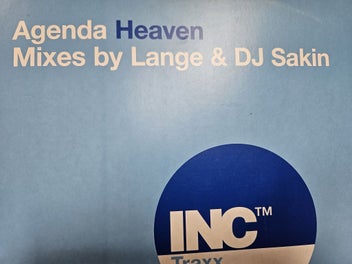 Agenda Heaven
Mixes by Lange & DJ Sakin
INC™
Traxx